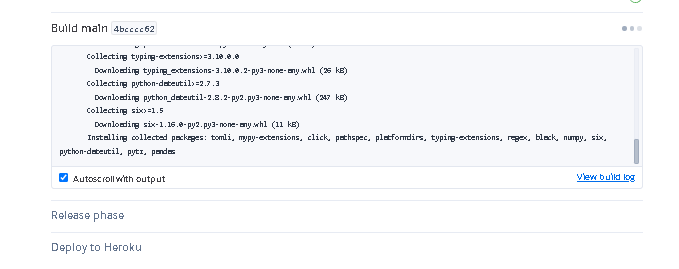 Build main 4bcccc62
Collecting typing-extensions>=3.10.0.0
Downloading typing_extensions-3.10.0.2-py3-none-any.whl (26 kB)
Collecting python-dateutil>=2.7.3
Downloading python_dateutil-2.8.2-py2.py3-none-any.whl (247 kB)
Collecting six>=1.5
Downloading six-1.16.0-py2.py3-none-any.whl (11 kB)
Installing collected packages: tomli, mypy-extensions, click, pathspec, platformdirs, typing-extensions, regex, black, numpy, six,
python-dateutil, pytz, pandas
Autoscroll with output
View build log
Release phase
Deploy to Heroku